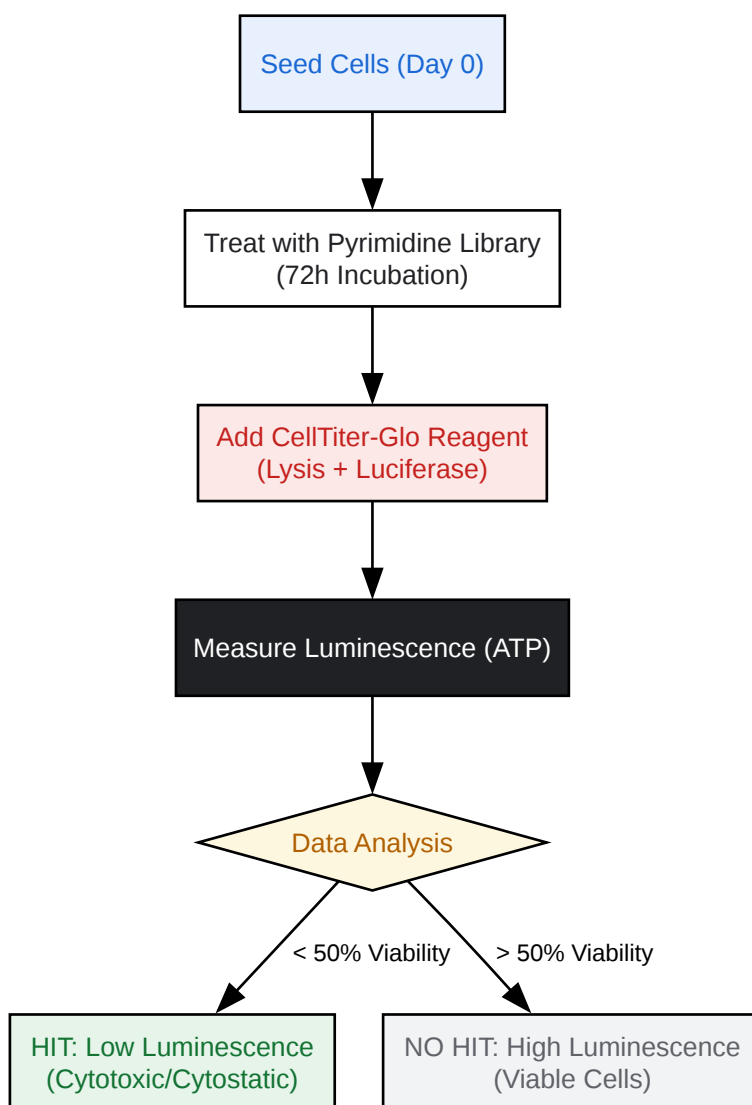 Seed Cells (Day 0)
Treat with Pyrimidine Library
(72h Incubation)
Add CellTiter-Glo Reagent
(Lysis + Luciferase)
Measure Luminescence (ATP)
Data Analysis
< 50% Viability
> 50% Viability
HIT: Low Luminescence
(Cytotoxic/Cytostatic)
NO HIT: High Luminescence
(Viable Cells)